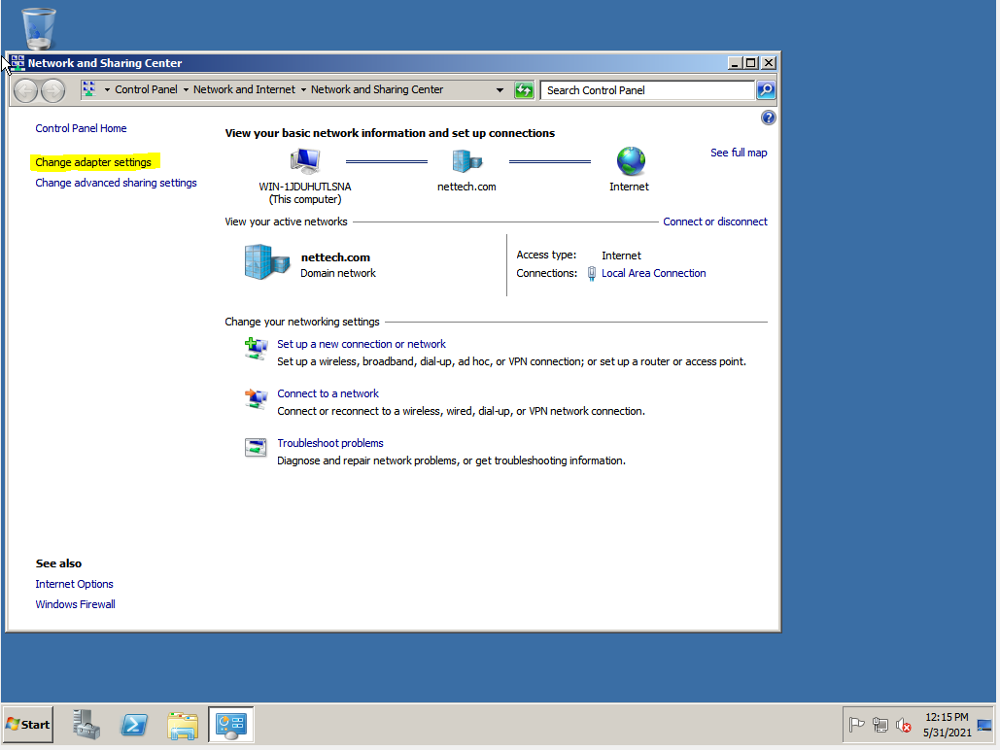 Network and Sharing Center
Control Panel Network and Internet Network and Sharing Center
Search Control Panel
Control Panel Home
Change adapter settings
Change advanced sharing settings
View your basic network information and set up connections
See full map
WIN-1JDUHUTLSNA
(This computer)
nettech.com
Internet
View your active networks
Connect or disconnect
nettech.com
Domain network
Access type: Internet
Connections: Local Area Connection
Change your networking settings
Set up a new connection or network
Set up a wireless, broadband, dial-up, ad hoc, or VPN connection; or set up a router or access point.
Connect to a network
Connect or reconnect to a wireless, wired, dial-up, or VPN network connection.
Troubleshoot problems
Diagnose and repair network problems, or get troubleshooting information.
See also
Internet Options
Windows Firewall
Start
12:15 PM
5/31/2021